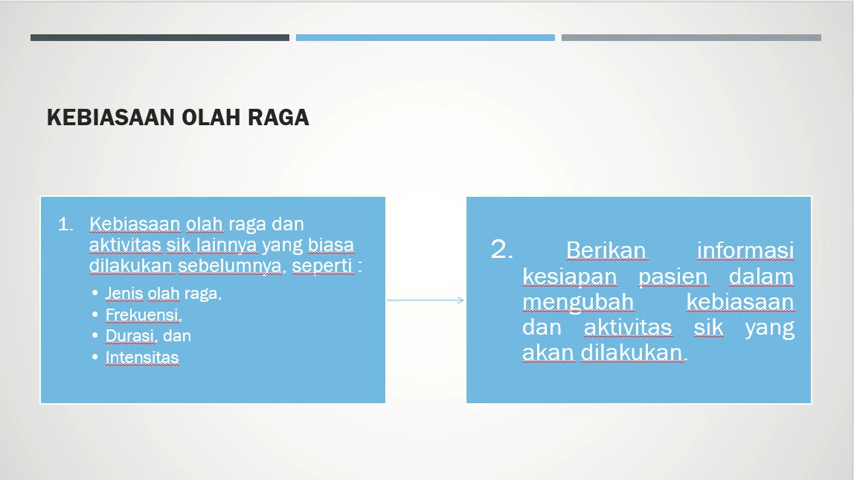 KEBIASAAN OLAH RAGA
1. Kebiasaan olah raga dan
aktivitas sik lainnya yang biasa
dilakukan sebelumnya, seperti :
• Jenis olah raga,
• Frekuensi,
• Durasi, dan
• Intensitas
2. Berikan informasi
kesiapan pasien dalam
mengubah kebiasaan
dan aktivitas sik yang
akan dilakukan.